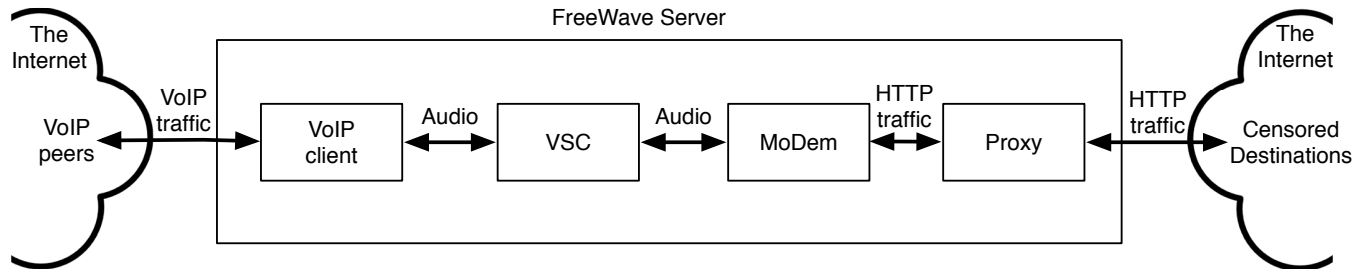 FreeWave Server
The
Internet
VoIP
peers
VoIP
traffic
VoIP
client
Audio
VSC
Audio
MoDem
HTTP
traffic
Proxy
HTTP
traffic
The
Internet
Censored
Destinations